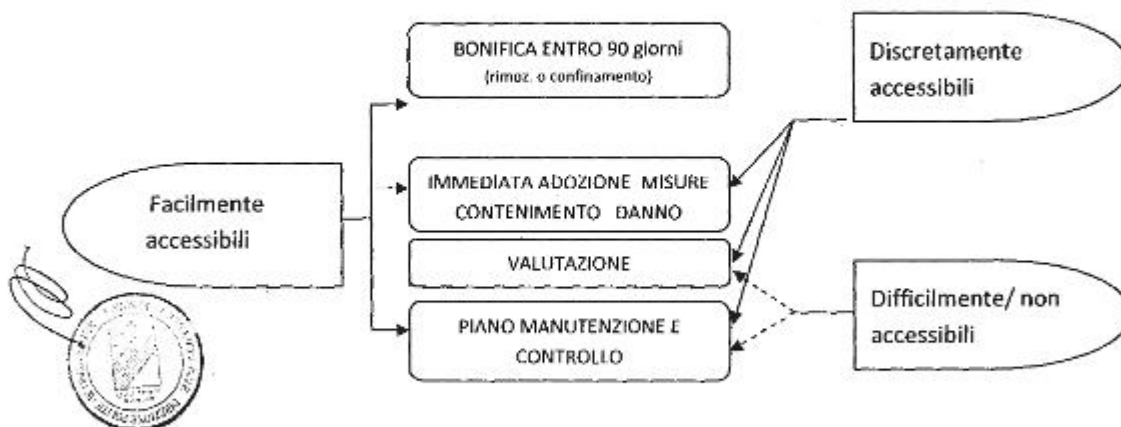 BONIFICA ENTRO 90 giorni
(rimoz. o confinamento)
Discretamente
accessibili
IMMEDIATA ADOZIONE MISURE
CONTENIMENTO DANNO
Facilmente
accessibili
VALUTAZIONE
PIANO MANUTENZIONE E
CONTROLLO
Difficilmente/ non
accessibili